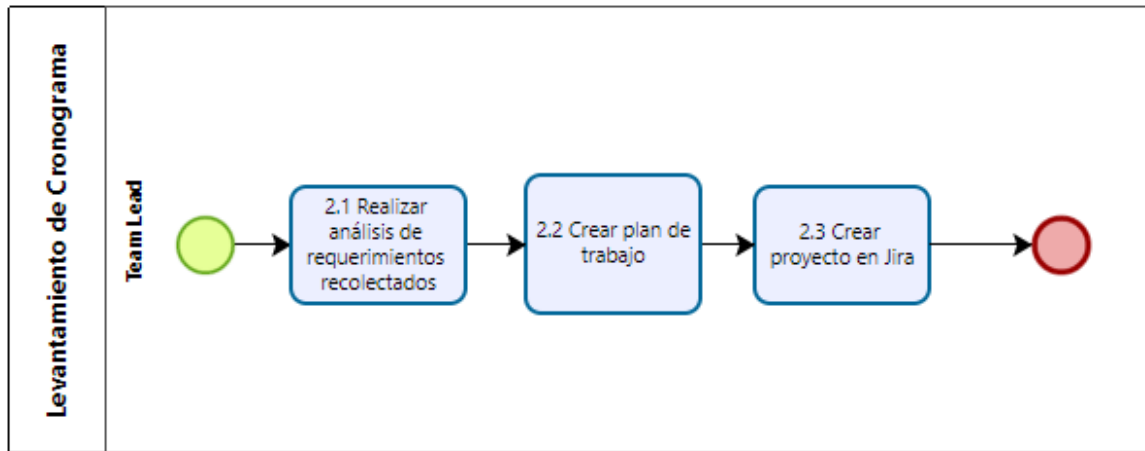 Levantamiento de Cronograma
Team Lead
2.1 Realizar
análisis de
requerimientos
recolectados
2.2 Crear plan de
trabajo
2.3 Crear
proyecto en Jira